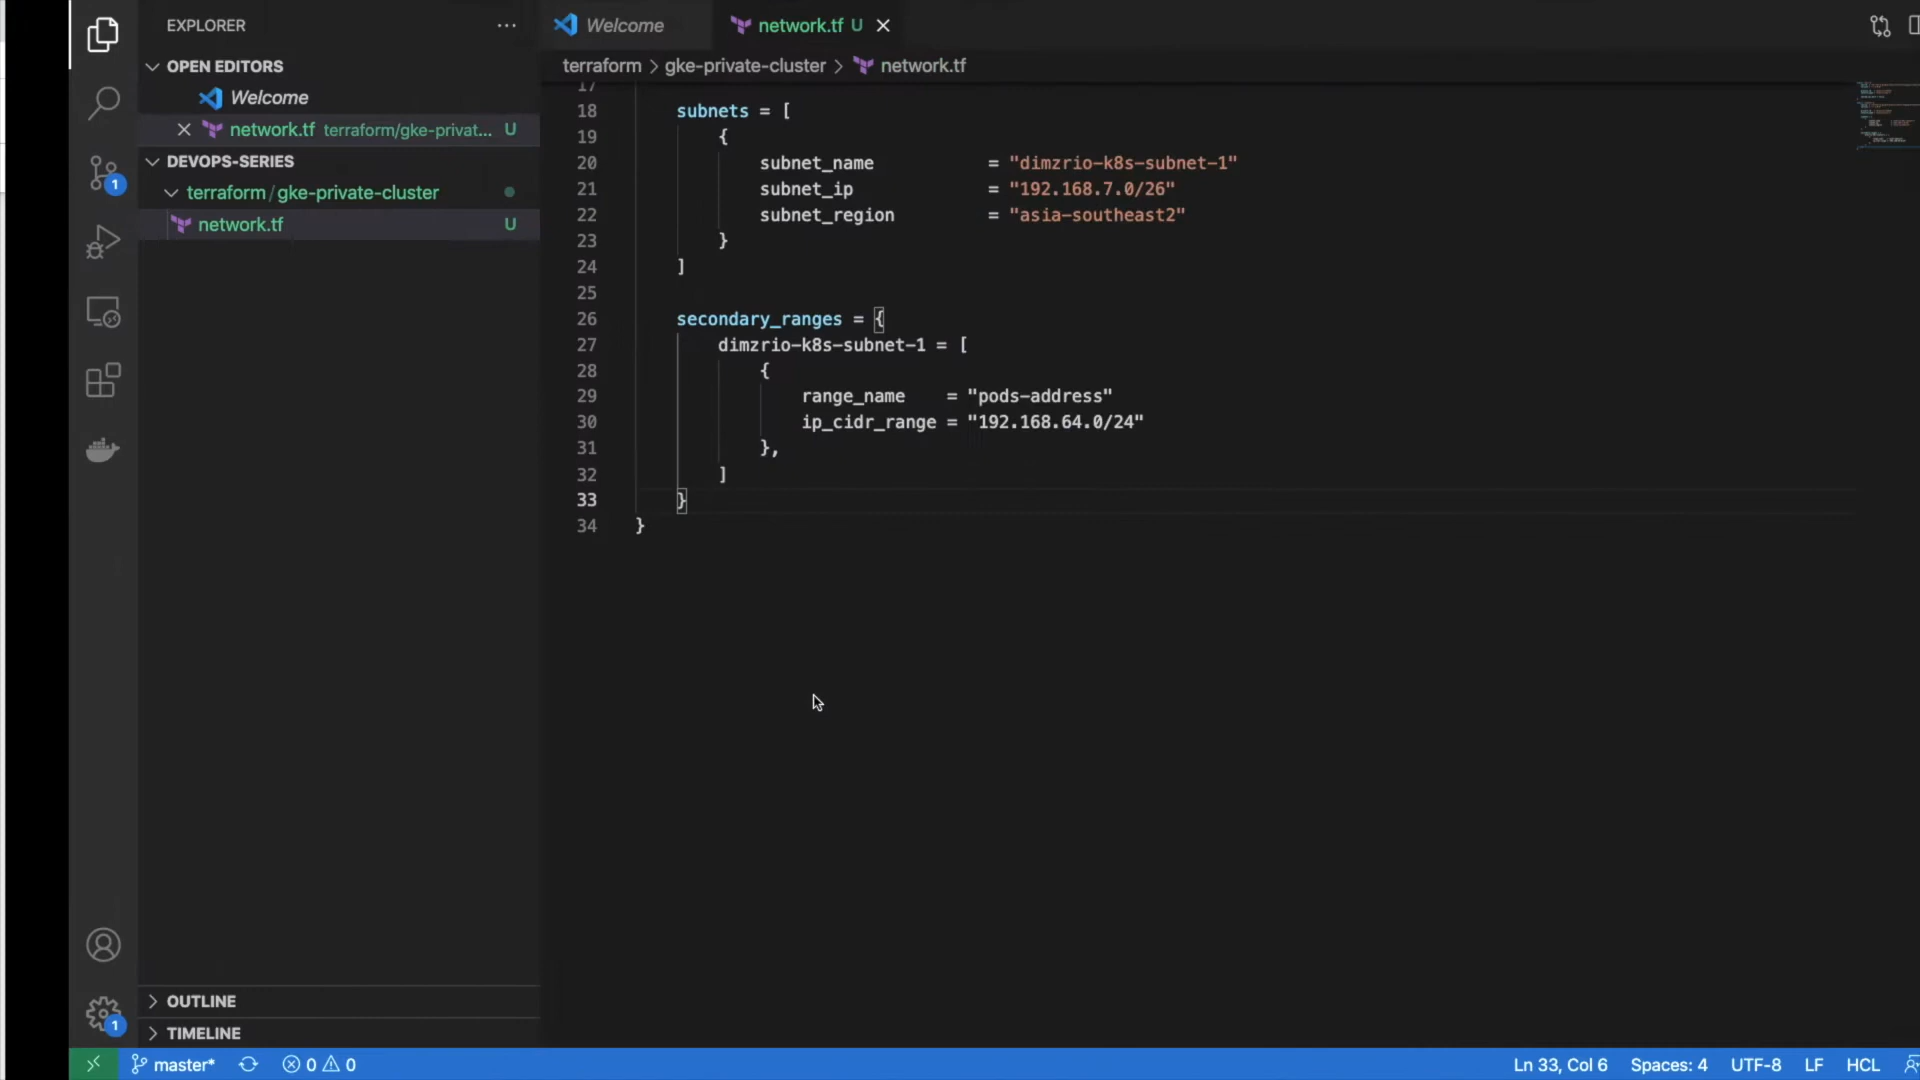 EXPLORER
OPEN EDITORS
Welcome
network.tf terraform/gke-privat... U
DEVOPS-SERIES
terraform / gke-private-cluster
network.tf U
OUTLINE
TIMELINE
1
1
Welcome
network.tf U
terraform > gke-private-cluster > network.tf
17
18 subnets = [
19 {
20 subnet_name = "dimzrio-k8s-subnet-1"
21 subnet_ip = "192.168.7.0/26"
22 subnet_region = "asia-southeast2"
23 }
24 ]
25
26 secondary_ranges = {
27 dimzrio-k8s-subnet-1 = [
28 {
29 range_name = "pods-address"
30 ip_cidr_range = "192.168.64.0/24"
31 },
32 ]
33 }
34 }
master* 0 0 Ln 33, Col 6 Spaces: 4 UTF-8 LF HCL